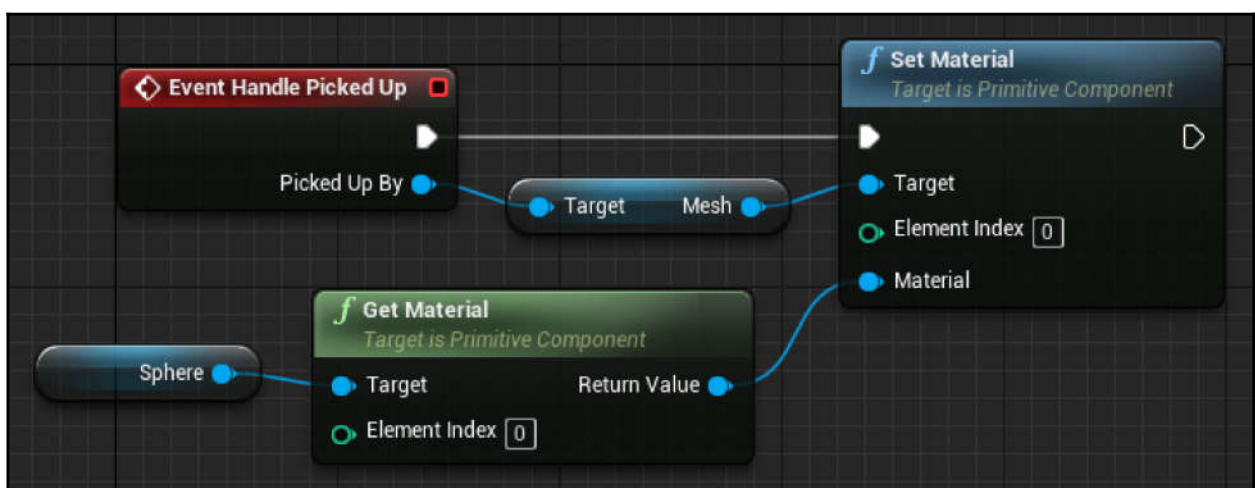 Event Handle Picked Up
Picked Up By
Target Mesh
f Set Material
Target is Primitive Component
Target
Element Index 0
Material
f Get Material
Target is Primitive Component
Sphere
Target Return Value
Element Index 0